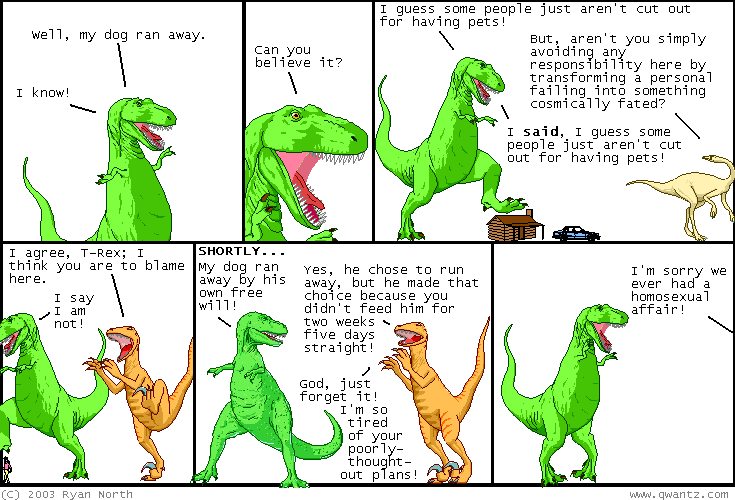 Well, my dog ran away.
I know!
Can you
believe it?
I guess some people just aren't cut out
for having pets!
But, aren't you simply
avoiding any
responsibility here by
transforming a personal
failing into something
cosmically fated?
I said, I guess some
people just aren't cut
out for having pets!
I agree, T-Rex; I
think you are to blame
here.
I say
I am
not!
SHORTLY...
My dog ran
away by his
own free
will!
Yes, he chose to run
away, but he made that
choice because you
didn't feed him for
two weeks
five days
straight!
God, just
forget it!
I'm so
tired
of your
poorly-
thought-
out plans!
I'm sorry we
ever had a
homosexual
affair!
(C) 2003 Ryan North
www.qwantz.com